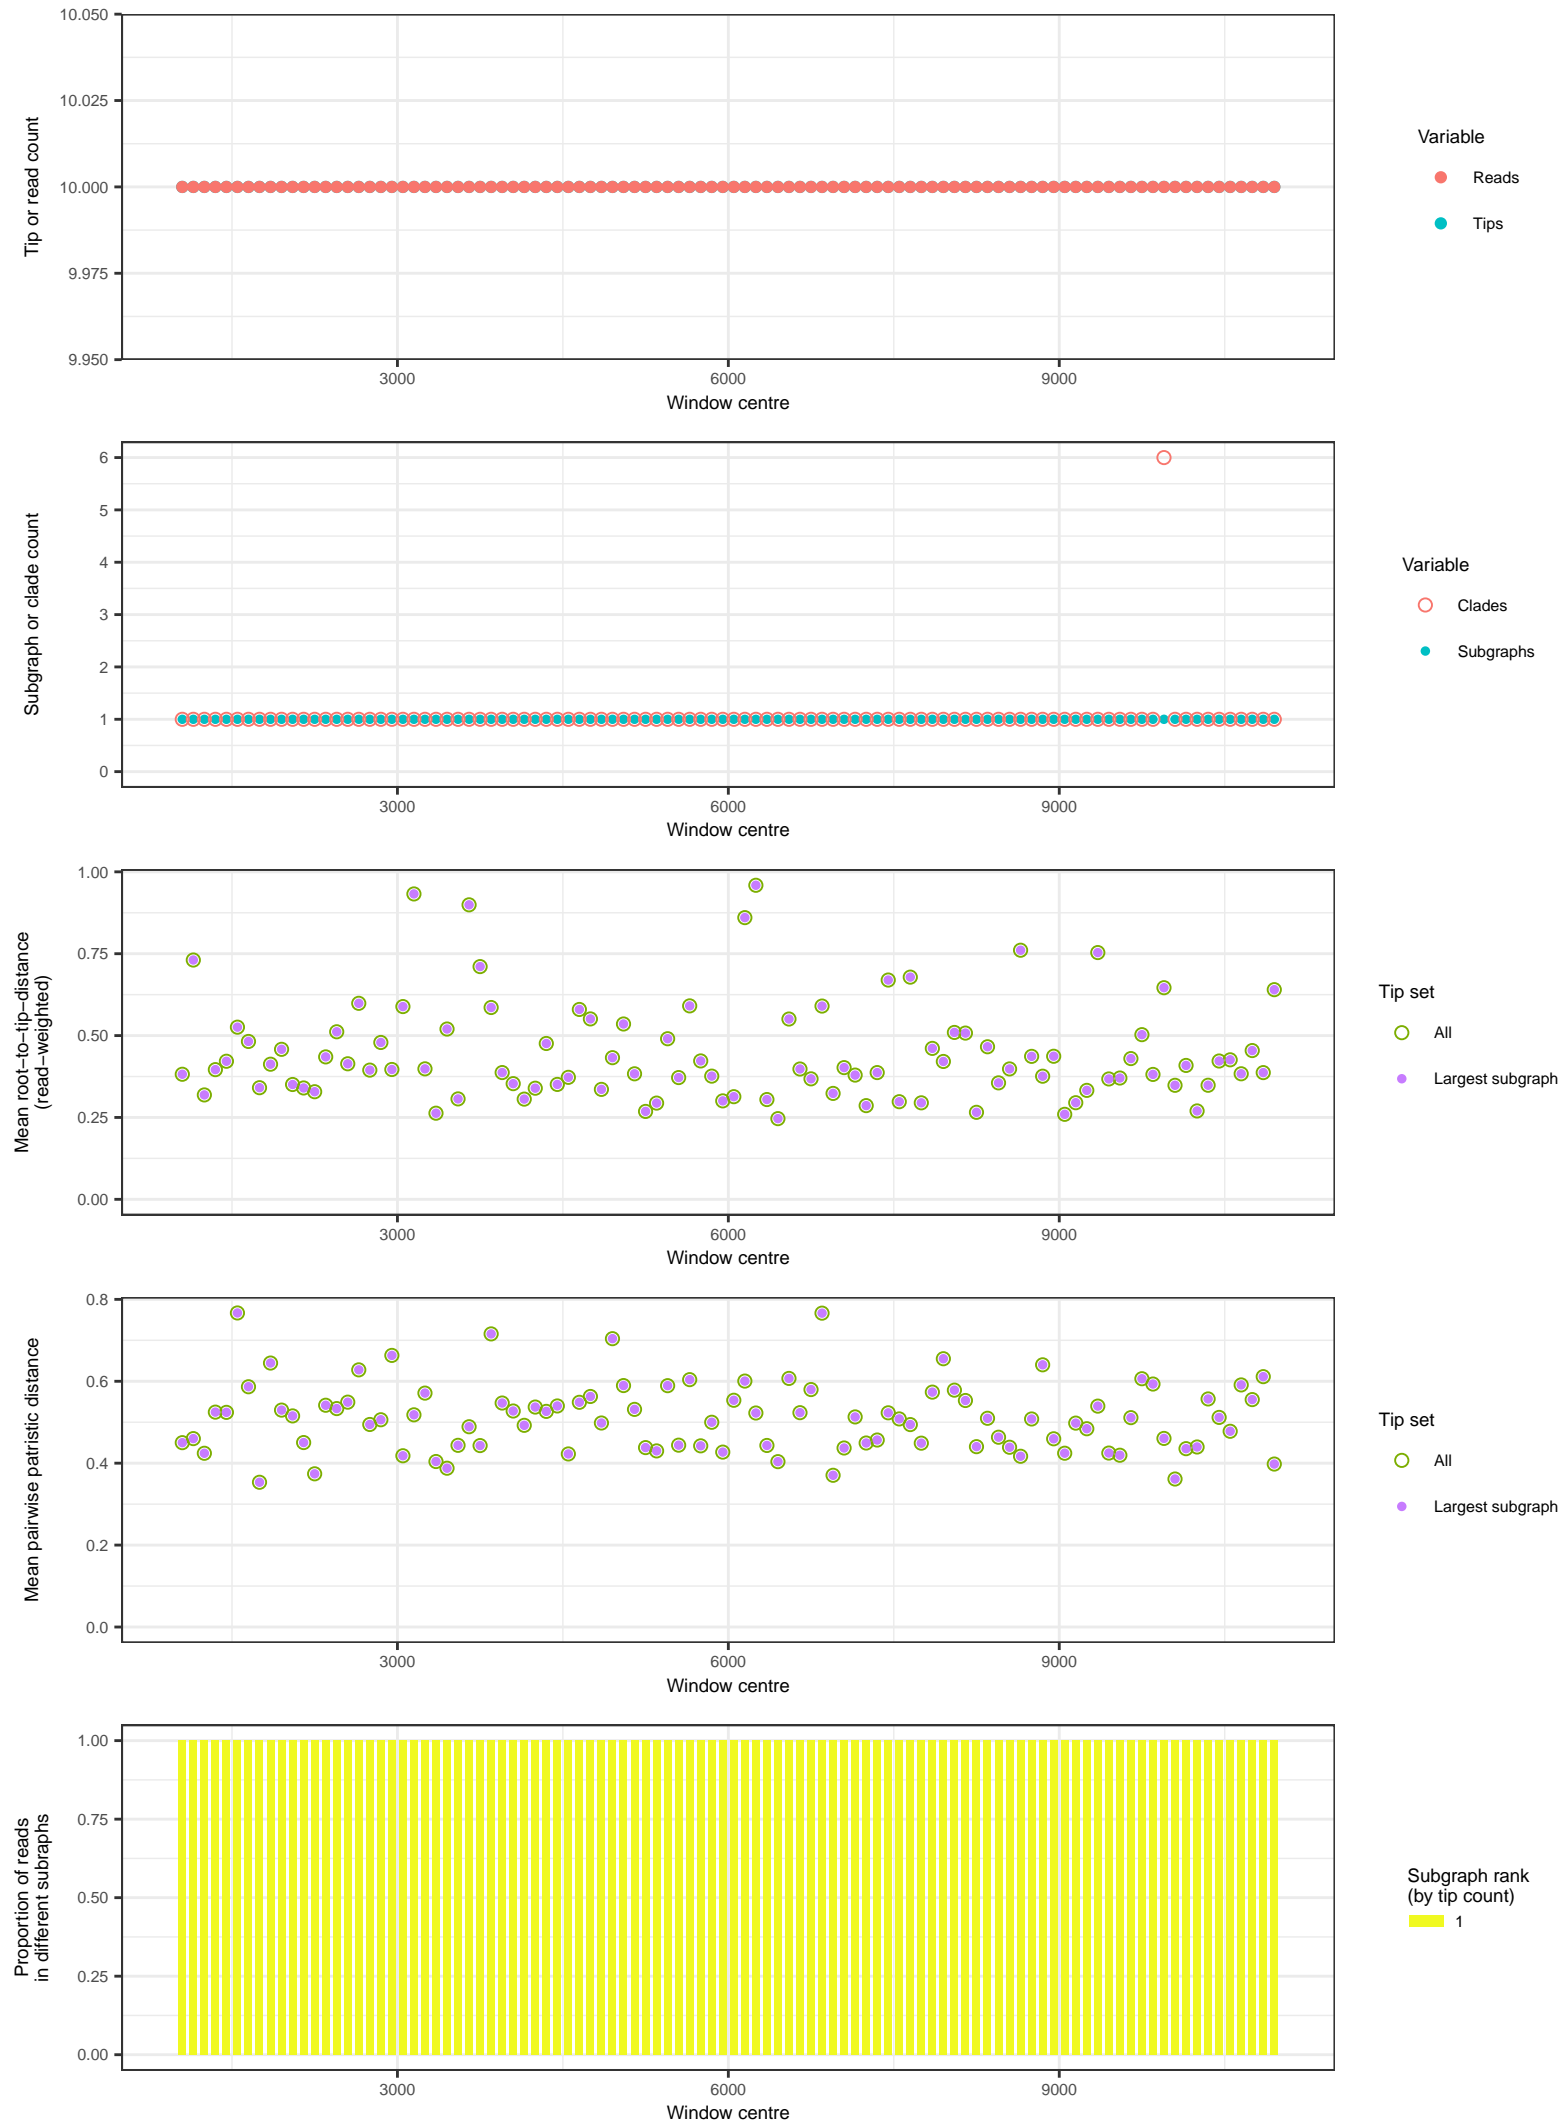 10.050
10.025
10.000
9.975
9.950
Tip or read count
3000 6000 9000
Window centre
Variable
Reads
Tips
6
5
4
3
2
1
0
Subgraph or clade count
3000 6000 9000
Window centre
Variable
Clades
Subgraphs
1.00
0.75
0.50
0.25
0.00
Mean root−to−tip−distance
(read−weighted)
3000 6000 9000
Window centre
Tip set
All
Largest subgraph
0.8
0.6
0.4
0.2
0.0
Mean pairwise patristic distance
3000 6000 9000
Window centre
Tip set
All
Largest subgraph
1.00
0.75
0.50
0.25
0.00
Proportion of reads
in different subraphs
3000 6000 9000
Window centre
Subgraph rank
(by tip count)
1